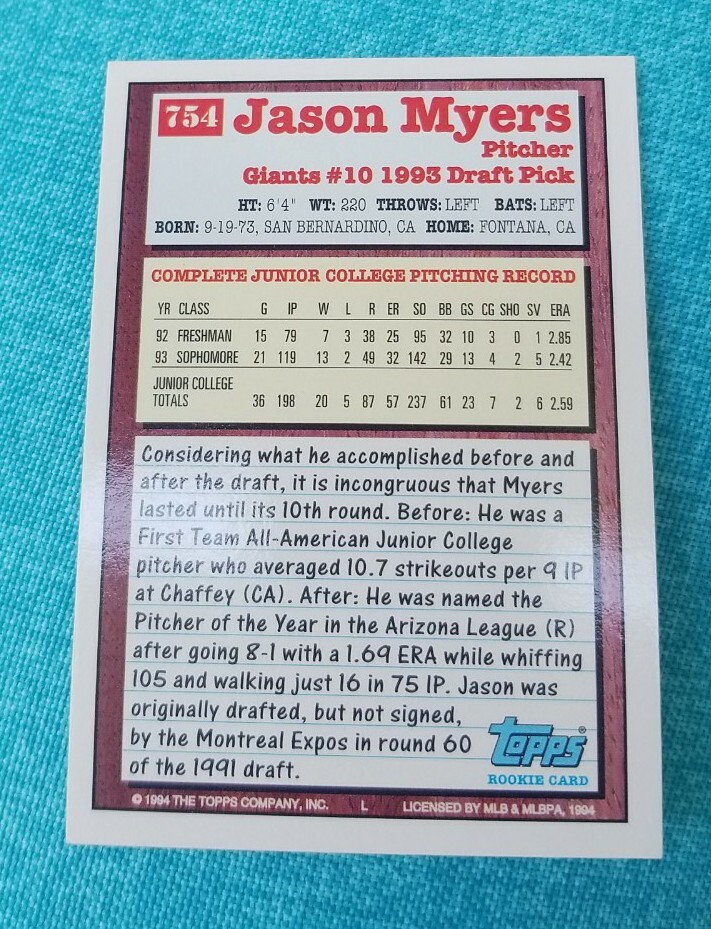 754 Jason Myers
Pitcher
Giants #10 1993 Draft Pick
HT: 6'4" WT: 220 THROWS: LEFT BATS: LEFT
BORN: 9-19-73, SAN BERNARDINO, CA HOME: FONTANA, CA
COMPLETE JUNIOR COLLEGE PITCHING RECORD
YR CLASS G IP W L R ER SO BB GS CG SHO SV ERA
92 FRESHMAN 15 79 7 3 38 25 95 32 10 3 0 1 2.85
93 SOPHOMORE 21 119 13 2 49 32 142 29 13 4 2 5 2.42
JUNIOR COLLEGE
TOTALS 36 198 20 5 87 57 237 61 23 7 2 6 2.59
Considering what he accomplished before and
after the draft, it is incongruous that Myers
lasted until its 10th round. Before: He was a
First Team All-American Junior College
pitcher who averaged 10.7 strikeouts per 9 IP
at Chaffey (CA). After: He was named the
Pitcher of the Year in the Arizona League (R)
after going 8-1 with a 1.69 ERA while whiffing
105 and walking just 16 in 75 IP. Jason was
originally drafted, but not signed,
by the Montreal Expos in round 60
of the 1991 draft.
Topps®
ROOKIE CARD
© 1994 THE TOPPS COMPANY, INC. L LICENSED BY MLB & MLBPA, 1994